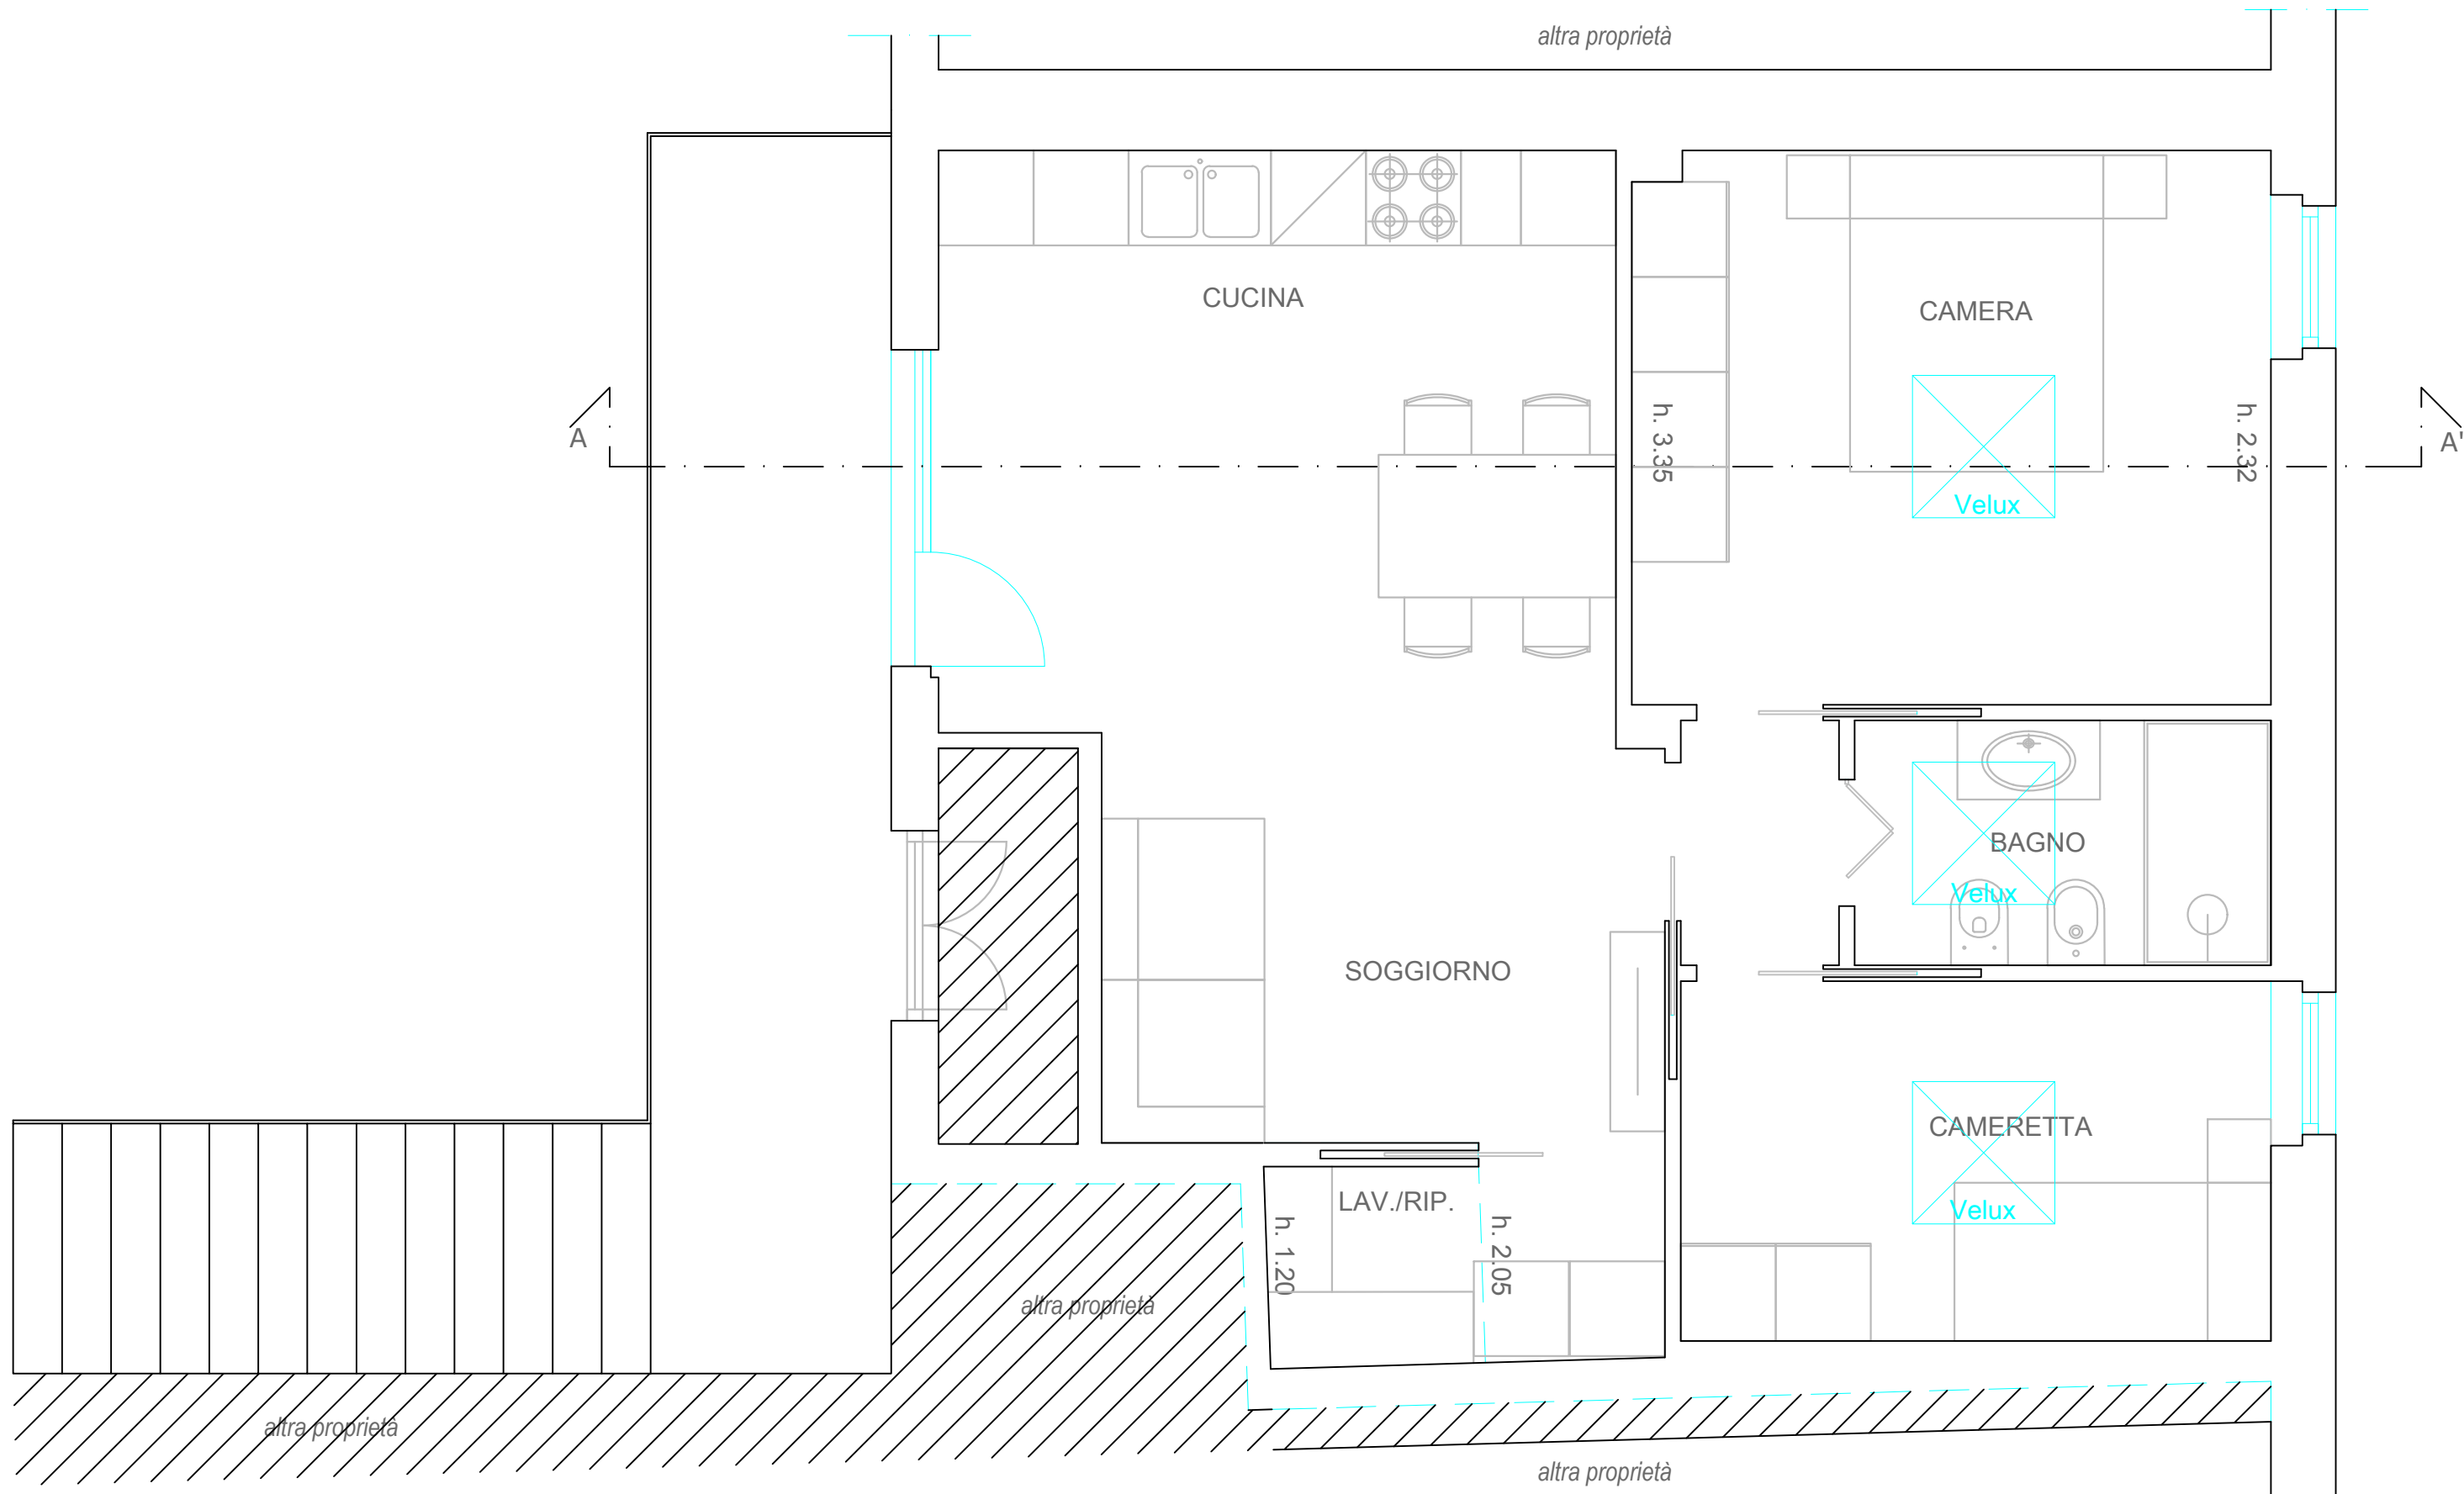 altra proprietà
CUCINA
CAMERA
h. 3.35
h. 2.32
A
A'
Velux
BAGNO
Velux
SOGGIORNO
CAMERETTA
LAV./RIP.
Velux
h. 1.20
h. 2.05
altra proprietà
altra proprietà
altra proprietà